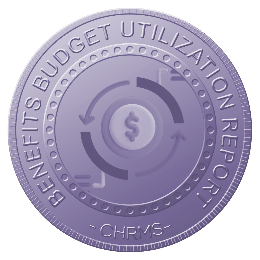 BENEFITS BUDGET UTILIZATION REPORT
$
-CHRMS-